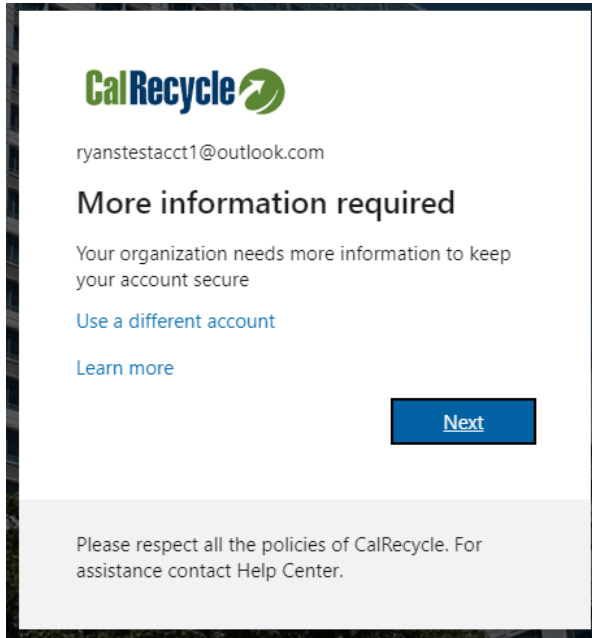 CalRecycle
ryanstestacct1@outlook.com
More information required
Your organization needs more information to keep
your account secure
Use a different account
Learn more
Next
Please respect all the policies of CalRecycle. For
assistance contact Help Center.